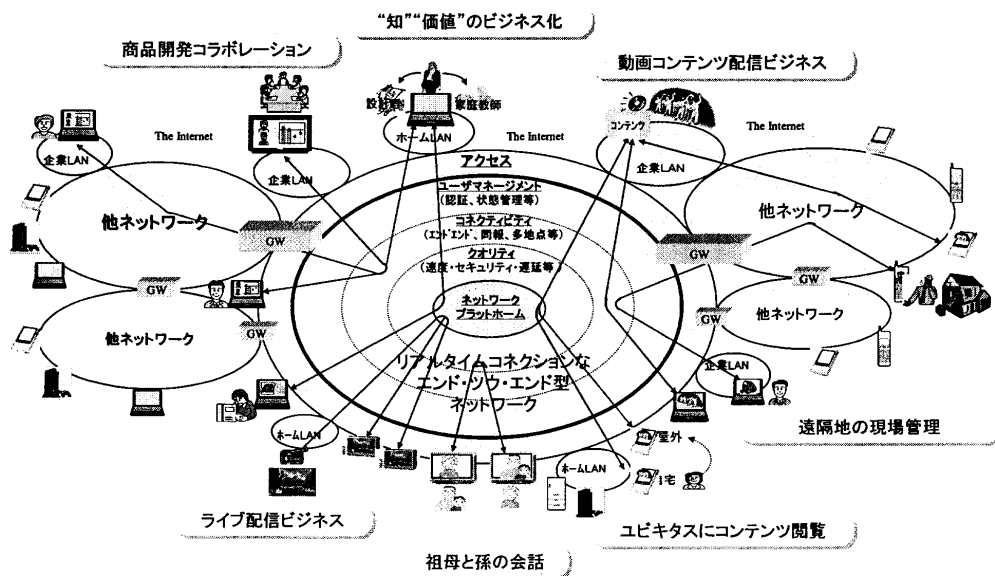 “知”“価値”のビジネス化
商品開発コラボレーション
動画コンテンツ配信ビジネス
設計
家庭教師
コンテンツ
The Internet
The Internet
The Internet
ホームLAN
企業LAN
企業LAN
企業LAN
アクセス
ユーザマネージメント
(認証、状態管理等)
コネクティビティ
(エンドエンド、同報、多地点等)
クオリティ
(速度・セキュリティ・遅延等)
他ネットワーク
他ネットワーク
GW
GW
GW
GW
GW
GW
ネットワーク
プラットホーム
他ネットワーク
他ネットワーク
リアルタイムコネクションな
エンド・ツウ・エンド型
ネットワーク
企業LAN
遠隔地の現場管理
ホームLAN
屋外
ホームLAN
宅
ライブ配信ビジネス
ユビキタスにコンテンツ閲覧
祖母と孫の会話